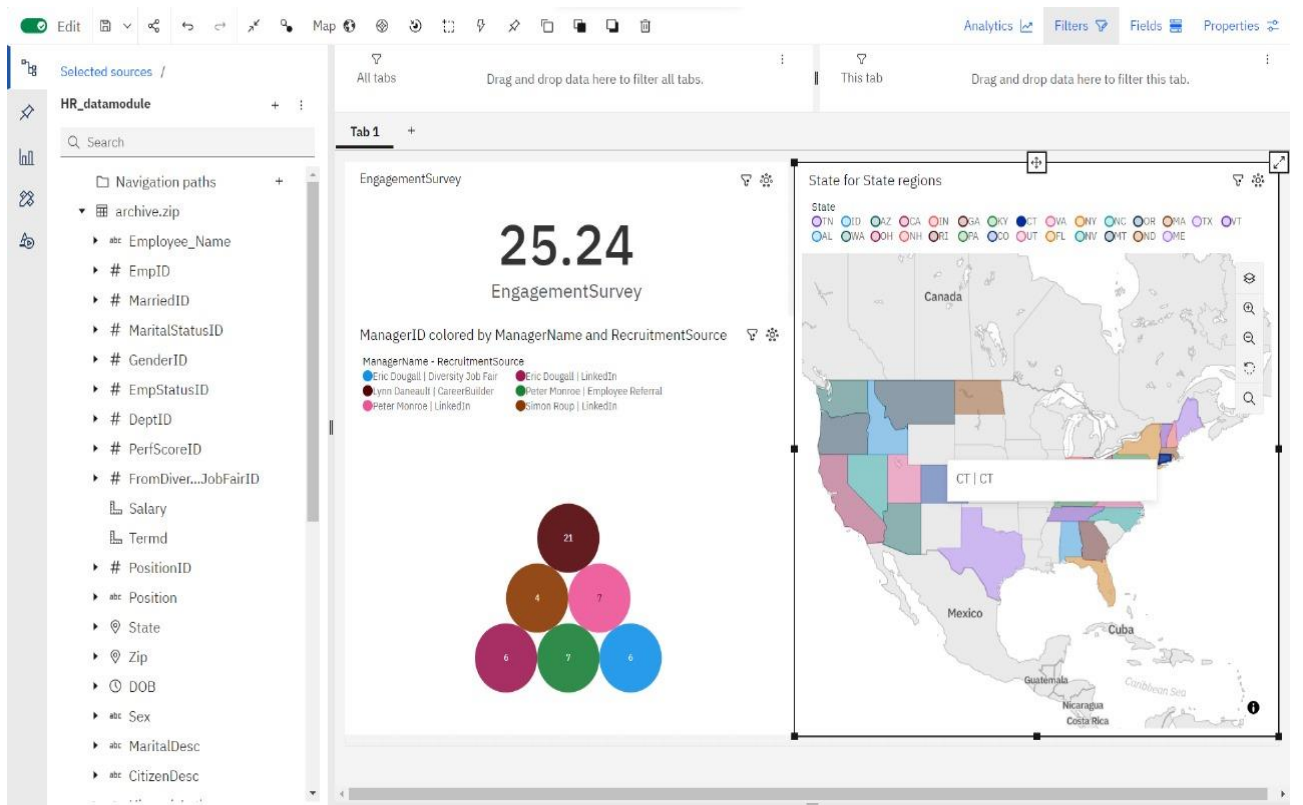 Edit
Map
Analytics
Filters
Fields
Properties
Selected sources /
HR_datamodule
Search
Navigation paths
archive.zip
abc Employee_Name
# EmpID
# MarriedID
# MaritalStatusID
# GenderID
# EmpStatusID
# DeptID
# PerfScoreID
# FromDiver...JobFairID
Salary
Termd
# PositionID
abc Position
State
Zip
DOB
abc Sex
abc MaritalDesc
abc CitizenDesc
All tabs
Drag and drop data here to filter all tabs.
This tab
Drag and drop data here to filter this tab.
Tab 1 +
EngagementSurvey
25.24
EngagementSurvey
ManagerID colored by ManagerName and RecruitmentSource
ManagerName - RecruitmentSource
Eric Dougall | Diversity Job Fair
Eric Dougall | LinkedIn
Lynn Daneault | CareerBuilder
Peter Monroe | Employee Referral
Peter Monroe | LinkedIn
Simon Roup | LinkedIn
21
4 7
6 7 6
State for State regions
State
TN ID AZ CA IN GA KY CT VA NY NC OR MA TX VT
AL WA OH NH RI PA CO UT FL NV MT ND ME
Canada
CT | CT
Mexico
Cuba
Guatemala
Caribbean Sea
Nicaragua
Costa Rica